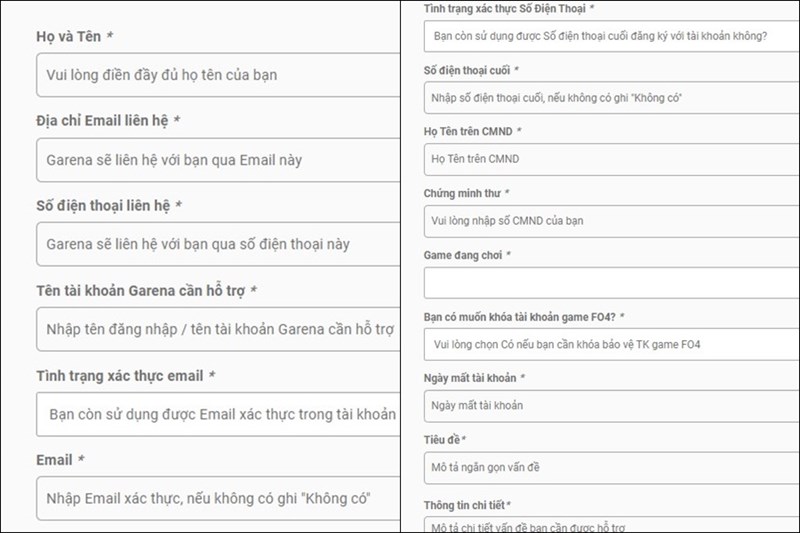 Họ và Tên *
Vui lòng điền đầy đủ họ tên của bạn
Địa chỉ Email liên hệ *
Garena sẽ liên hệ với bạn qua Email này
Số điện thoại liên hệ *
Garena sẽ liên hệ với bạn qua số điện thoại này
Tên tài khoản Garena cần hỗ trợ *
Nhập tên đăng nhập / tên tài khoản Garena cần hỗ trợ
Tình trạng xác thực email *
Bạn còn sử dụng được Email xác thực trong tài khoản
Email *
Nhập Email xác thực, nếu không có ghi "Không có"
Tình trạng xác thực Số Điện Thoại *
Bạn còn sử dụng được Số điện thoại cuối đăng ký với tài khoản không?
Số điện thoại cuối *
Nhập số điện thoại cuối, nếu không có ghi "Không có"
Họ Tên trên CMND *
Họ Tên trên CMND
Chứng minh thư *
Vui lòng nhập số CMND của bạn
Game đang chơi *
Bạn có muốn khóa tài khoản game FO4? *
Vui lòng chọn Có nếu bạn cần khóa bảo vệ TK game FO4
Ngày mất tài khoản *
Ngày mất tài khoản
Tiêu đề*
Mô tả ngắn gọn vấn đề
Thông tin chi tiết*
Mô tả chi tiết vấn đề bạn cần được hỗ trợ